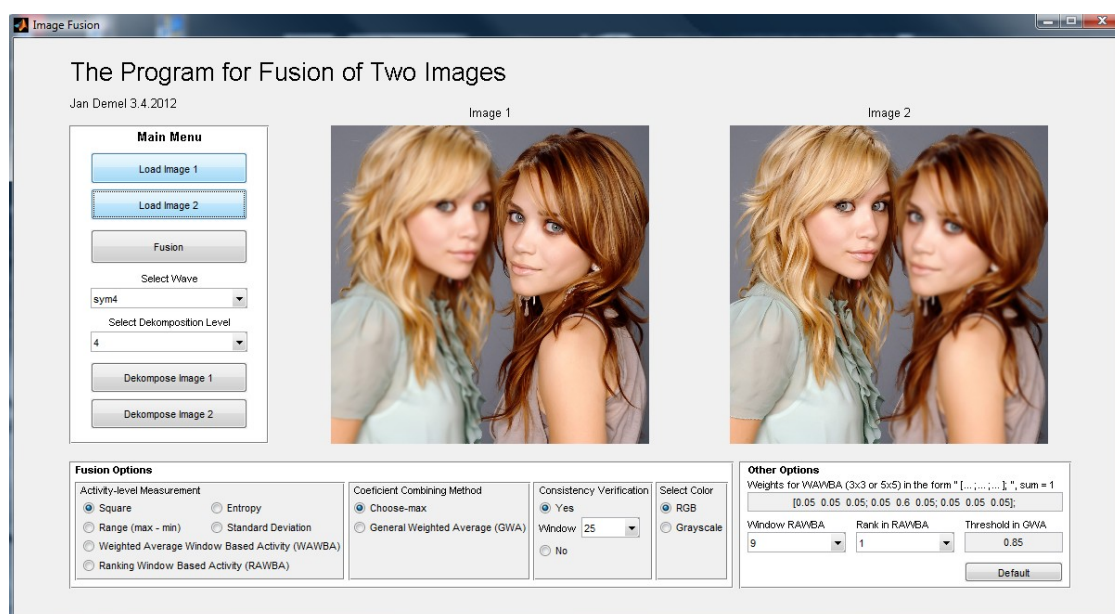 Image Fusion
The Program for Fusion of Two Images
Jan Demel 3.4.2012
Image 1
Image 2
Main Menu
Load Image 1
Load Image 2
Fusion
Select Wave
sym4
Select Dekomposition Level
4
Dekompose Image 1
Dekompose Image 2
Fusion Options
Activity-level Measurement
Square
Entropy
Range (max - min)
Standard Deviation
Weighted Average Window Based Activity (WAWBA)
Ranking Window Based Activity (RAWBA)
Coeficient Combining Method
Choose-max
General Weighted Average (GWA)
Consistency Verification
Yes
Window 25
No
Select Color
RGB
Grayscale
Other Options
Weights for WAWBA (3x3 or 5x5) in the form " [... ; ... ; ... ]; ", sum = 1
[0.05 0.05 0.05; 0.05 0.6 0.05; 0.05 0.05 0.05];
Window RAWBA
Rank in RAWBA
Threshold in GWA
9
1
0.85
Default